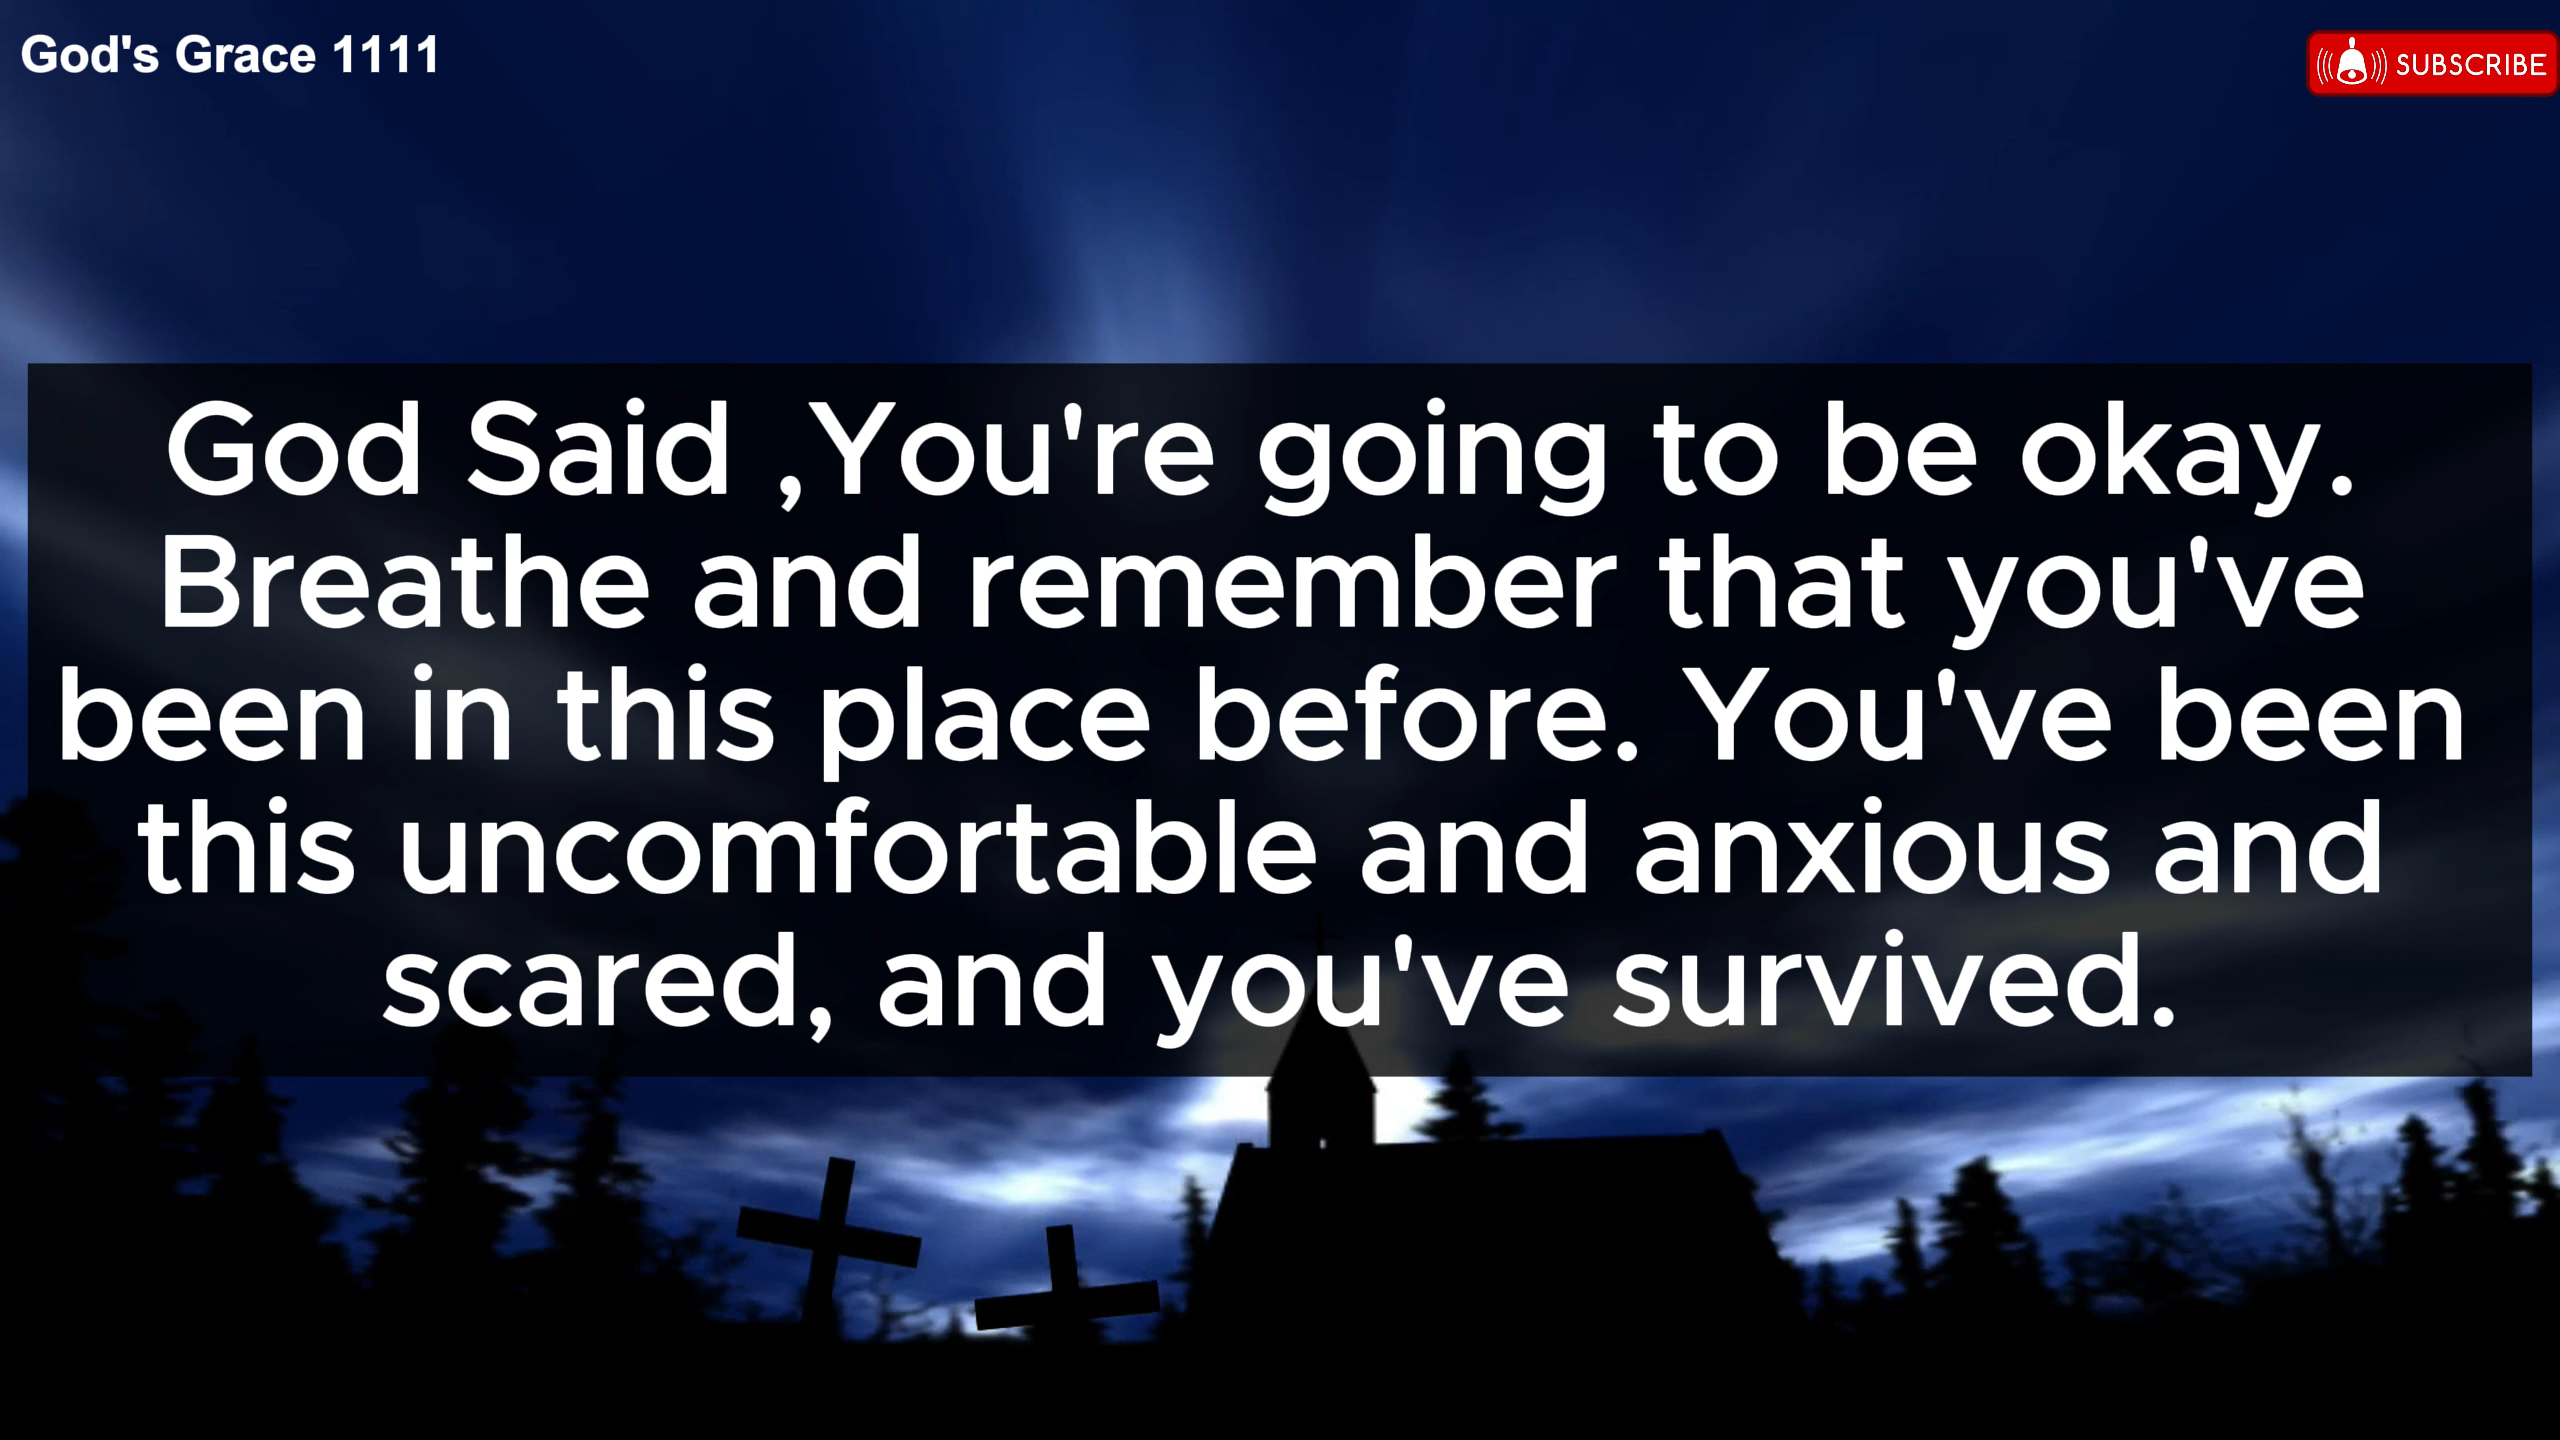 God's Grace 1111
SUBSCRIBE
God Said ,You're going to be okay.
Breathe and remember that you've
been in this place before. You've been
this uncomfortable and anxious and
scared, and you've survived.